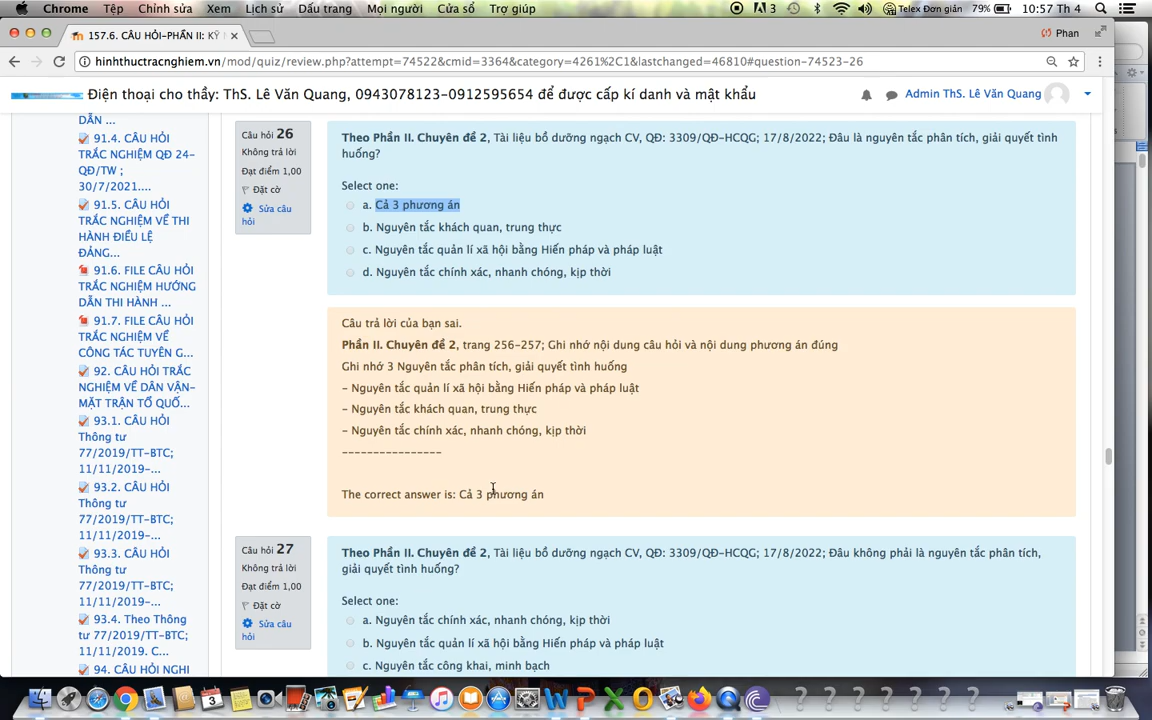 Chrome Tệp Chỉnh sửa Xem Lịch sử Dấu trang Mọi người Cửa sổ Trợ giúp 3 Telex Đơn giản 79% 10:57 Th 4
157.6. CÂU HỎI-PHẦN II: KỸ Phan
hinhthuctracnghiem.vn/mod/quiz/review.php?attempt=74522&cmid=3364&category=4261%2C1&lastchanged=46810#question-74523-26
Điện thoại cho thầy: ThS. Lê Văn Quang, 0943078123-0912595654 để được cấp kí danh và mật khẩu
Admin ThS. Lê Văn Quang
DẪN ...
91.4. CÂU HỎI
TRẮC NGHIỆM QĐ 24-
QĐ/TW ;
30/7/2021....
91.5. CÂU HỎI
TRẮC NGHIỆM VỀ THI
HÀNH ĐIỀU LỆ
ĐẢNG...
91.6. FILE CÂU HỎI
TRẮC NGHIỆM HƯỚNG
DẪN THI HÀNH ...
91.7. FILE CÂU HỎI
TRẮC NGHIỆM VỀ
CÔNG TÁC TUYÊN G...
92. CÂU HỎI TRẮC
NGHIỆM VỀ DÂN VẬN-
MẶT TRẬN TỔ QUỐ...
93.1. CÂU HỎI
Thông tư
77/2019/TT-BTC;
11/11/2019-...
93.2. CÂU HỎI
Thông tư
77/2019/TT-BTC;
11/11/2019-...
93.3. CÂU HỎI
Thông tư
77/2019/TT-BTC;
11/11/2019-...
93.4. Theo Thông
tư 77/2019/TT-BTC;
11/11/2019. C...
94. CÂU HỎI NGHI
Câu hỏi 26
Không trả lời
Đạt điểm 1,00
Đặt cờ
Sửa câu
hỏi
Theo Phần II. Chuyên đề 2, Tài liệu bồ dưỡng ngạch CV, QĐ: 3309/QĐ-HCQG; 17/8/2022; Đâu là nguyên tắc phân tích, giải quyết tình
huống?
Select one:
a. Cả 3 phương án
b. Nguyên tắc khách quan, trung thực
c. Nguyên tắc quản lí xã hội bằng Hiến pháp và pháp luật
d. Nguyên tắc chính xác, nhanh chóng, kịp thời
Câu trả lời của bạn sai.
Phần II. Chuyên đề 2, trang 256-257; Ghi nhớ nội dung câu hỏi và nội dung phương án đúng
Ghi nhớ 3 Nguyên tắc phân tích, giải quyết tình huống
- Nguyên tắc quản lí xã hội bằng Hiến pháp và pháp luật
- Nguyên tắc khách quan, trung thực
- Nguyên tắc chính xác, nhanh chóng, kịp thời
----------------
The correct answer is: Cả 3 phương án
Câu hỏi 27
Không trả lời
Đạt điểm 1,00
Đặt cờ
Sửa câu
hỏi
Theo Phần II. Chuyên đề 2, Tài liệu bồ dưỡng ngạch CV, QĐ: 3309/QĐ-HCQG; 17/8/2022; Đâu không phải là nguyên tắc phân tích,
giải quyết tình huống?
Select one:
a. Nguyên tắc chính xác, nhanh chóng, kịp thời
b. Nguyên tắc quản lí xã hội bằng Hiến pháp và pháp luật
c. Nguyên tắc công khai, minh bạch